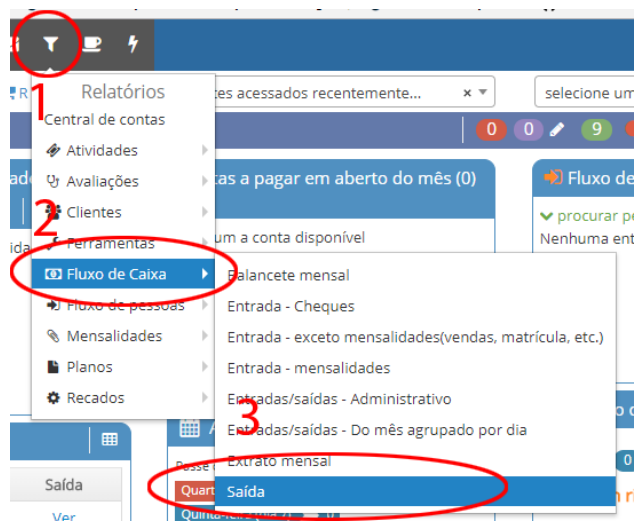 1
Relatórios
es acessados recentemente...
×
selecione um
Central de contas
0 0 9
Atividades
Avaliações
as a pagar em aberto do mês (0)
Fluxo de
Clientes
procurar pe
2
Ferramentas
um a conta disponível
Nenhuma ent
Fluxo de Caixa
Balancete mensal
Fluxo de pessoas
Entrada - Cheques
Mensalidades
Entrada - exceto mensalidades(vendas, matrícula, etc.)
Planos
Entrada - mensalidades
Recados
Entradas/saídas - Administrativo
3
Entradas/saídas - Do mês agrupado por dia
Extrato mensal
Saída
Saída
Ver
Quart